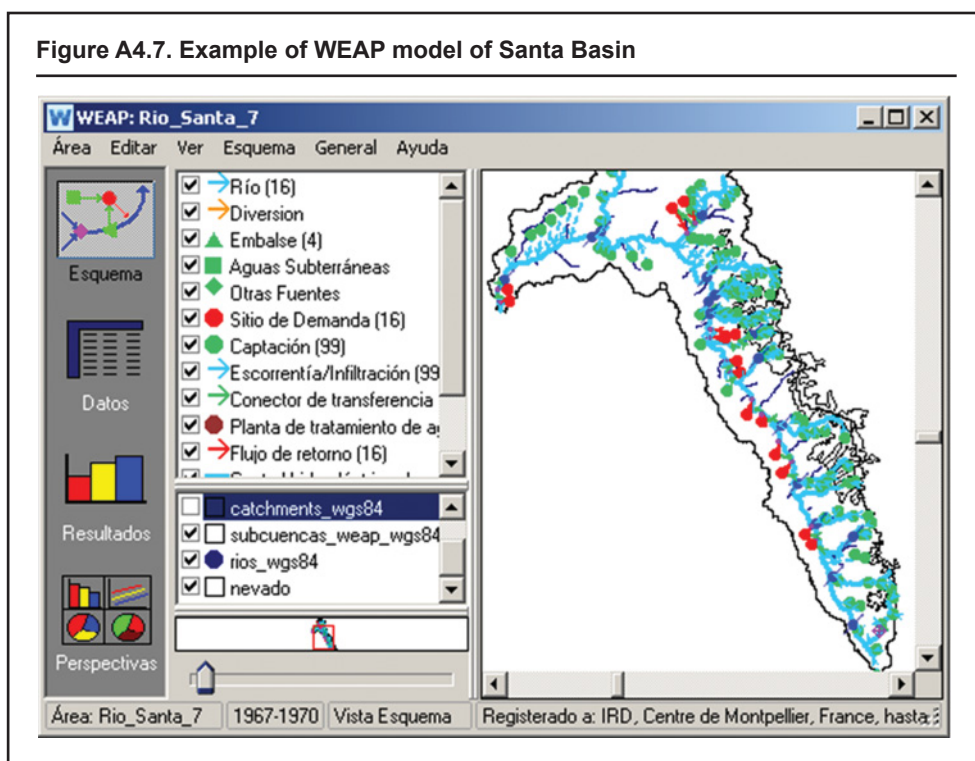 Figure A4.7. Example of WEAP model of Santa Basin
WEAP: Rio_Santa_7
Área Editar Ver Esquema General Ayuda
Esquema
Datos
Resultados
Perspectivas
Río (16)
Diversion
Embalse (4)
Aguas Subterráneas
Otras Fuentes
Sitio de Demanda (16)
Captación (99)
Escorrentía/Infiltración (99
Conector de transferencia
Planta de tratamiento de
Flujo de retorno (16)
catchments_wgs84
subcuencas_weap_wgs84
rios_wgs84
nevado
Área: Rio_Santa_7 1967-1970 Vista Esquema Registerado a: IRD, Centre de Montpellier, France, hasta: